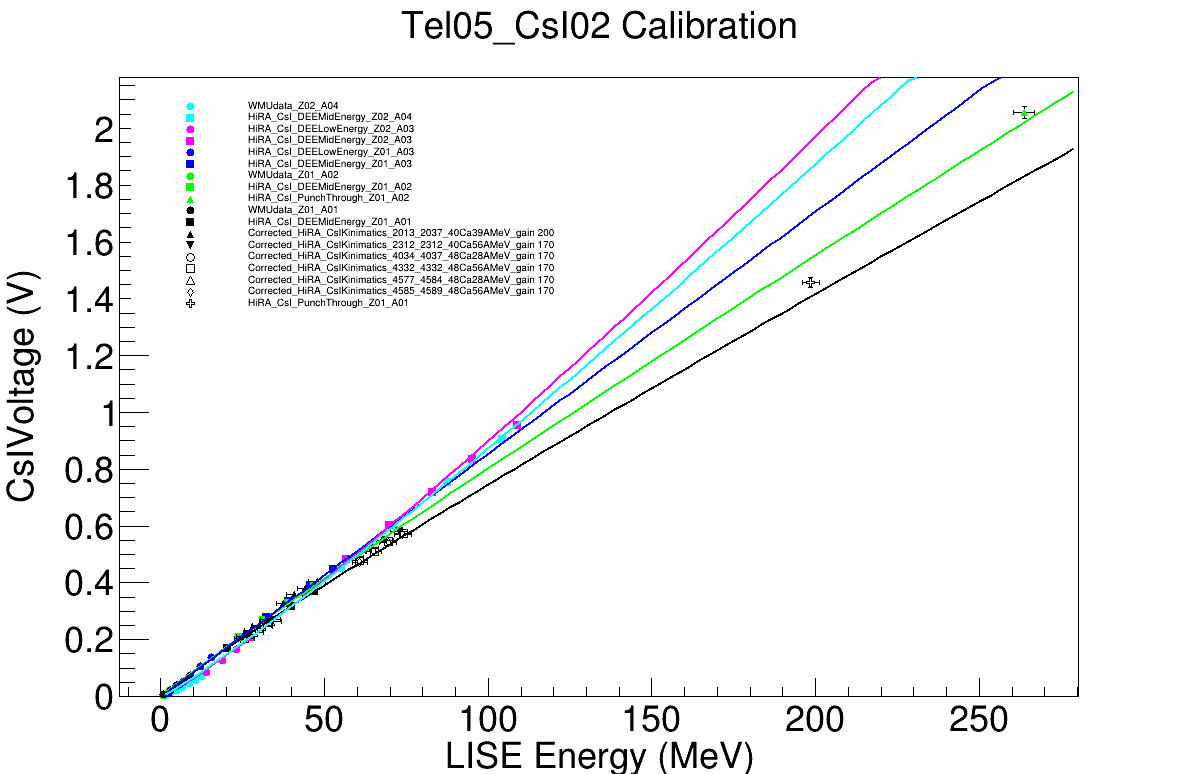 Tel05_CsI02 Calibration
WMUdata_Z02_A04
HiRA_CsI_DEEMidEnergy_Z02_A04
HiRA_CsI_DEELowEnergy_Z02_A03
HiRA_CsI_DEEMidEnergy_Z02_A03
HiRA_CsI_DEELowEnergy_Z01_A03
HiRA_CsI_DEEMidEnergy_Z01_A03
WMUdata_Z01_A02
HiRA_CsI_DEEMidEnergy_Z01_A02
HiRA_CsI_PunchThrough_Z01_A02
WMUdata_Z01_A01
HiRA_CsI_DEEMidEnergy_Z01_A01
Corrected_HiRA_CsIKinimatics_2013_2037_40Ca39AMeV_gain 200
Corrected_HiRA_CsIKinimatics_2312_2312_40Ca56AMeV_gain 170
Corrected_HiRA_CsIKinimatics_4034_4037_48Ca28AMeV_gain 170
Corrected_HiRA_CsIKinimatics_4332_4332_48Ca56AMeV_gain 170
Corrected_HiRA_CsIKinimatics_4577_4584_48Ca28AMeV_gain 170
Corrected_HiRA_CsIKinimatics_4585_4589_48Ca56AMeV_gain 170
HiRA_CsI_PunchThrough_Z01_A01
CsIVoltage (V)
2
1.8
1.6
1.4
1.2
1
0.8
0.6
0.4
0.2
0
0 50 100 150 200 250
LISE Energy (MeV)